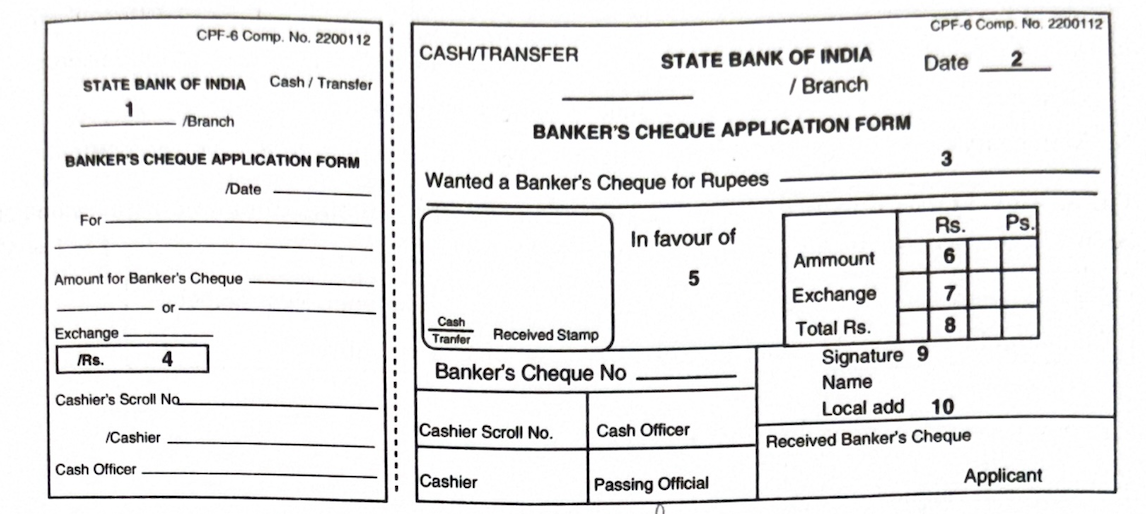 CPF-6 Comp. No. 2200112
STATE BANK OF INDIA Cash / Transfer
1
/Branch
BANKER'S CHEQUE APPLICATION FORM
/Date
For
Amount for Banker's Cheque
or
Exchange
/Rs. 4
Cashier's Scroll No
/Cashier
Cash Officer
CPF-6 Comp. No. 2200112
CASH/TRANSFER STATE BANK OF INDIA Date 2
/ Branch
BANKER'S CHEQUE APPLICATION FORM
3
Wanted a Banker's Cheque for Rupees
Rs. Ps.
In favour of
5
Ammount 6
Exchange 7
Total Rs. 8
Cash
Tranfer Received Stamp
Banker's Cheque No
Signature 9
Name
Local add 10
Cashier Scroll No. Cash Officer
Received Banker's Cheque
Cashier Passing Official
Applicant